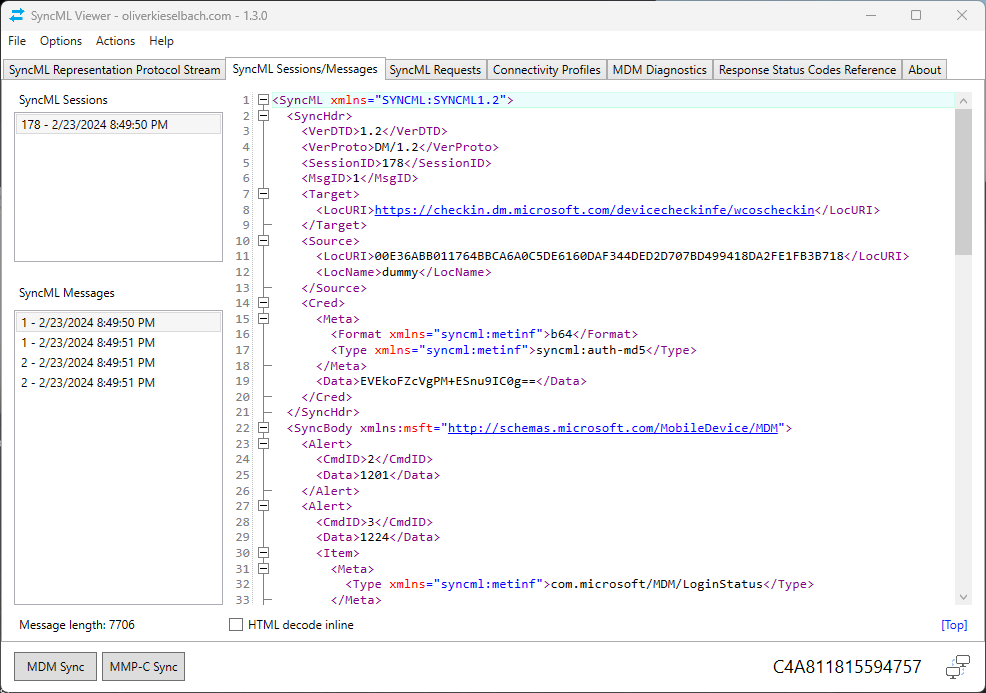 SyncML Viewer - oliverkieselbach.com - 1.3.0
File Options Actions Help
SyncML Representation Protocol Stream SyncML Sessions/Messages SyncML Requests Connectivity Profiles MDM Diagnostics Response Status Codes Reference About
SyncML Sessions
178 - 2/23/2024 8:49:50 PM
SyncML Messages
1 - 2/23/2024 8:49:50 PM
1 - 2/23/2024 8:49:51 PM
2 - 2/23/2024 8:49:51 PM
2 - 2/23/2024 8:49:51 PM
1 <SyncML xmlns="SYNCML:SYNCML1.2">
2 <SyncHdr>
3 <VerDTD>1.2</VerDTD>
4 <VerProto>DM/1.2</VerProto>
5 <SessionID>178</SessionID>
6 <MsgID>1</MsgID>
7 <Target>
8 <LocURI>https://checkin.dm.microsoft.com/devicecheckinfe/wcoscheckin</LocURI>
9 </Target>
10 <Source>
11 <LocURI>00E36ABB011764BBCA6A0C5DE6160DAF344DED2D707BD499418DA2FE1FB3B718</LocURI>
12 <LocName>dummy</LocName>
13 </Source>
14 <Cred>
15 <Meta>
16 <Format xmlns="syncml:metinf">b64</Format>
17 <Type xmlns="syncml:metinf">syncml:auth-md5</Type>
18 </Meta>
19 <Data>EVEkoFZcVgPM+ESnu9IC0g==</Data>
20 </Cred>
21 </SyncHdr>
22 <SyncBody xmlns:msft="http://schemas.microsoft.com/MobileDevice/MDM">
23 <Alert>
24 <CmdID>2</CmdID>
25 <Data>1201</Data>
26 </Alert>
27 <Alert>
28 <CmdID>3</CmdID>
29 <Data>1224</Data>
30 <Item>
31 <Meta>
32 <Type xmlns="syncml:metinf">com.microsoft/MDM/LoginStatus</Type>
33 </Meta>
Message length: 7706
HTML decode inline
[Top]
MDM Sync MMP-C Sync
C4A811815594757